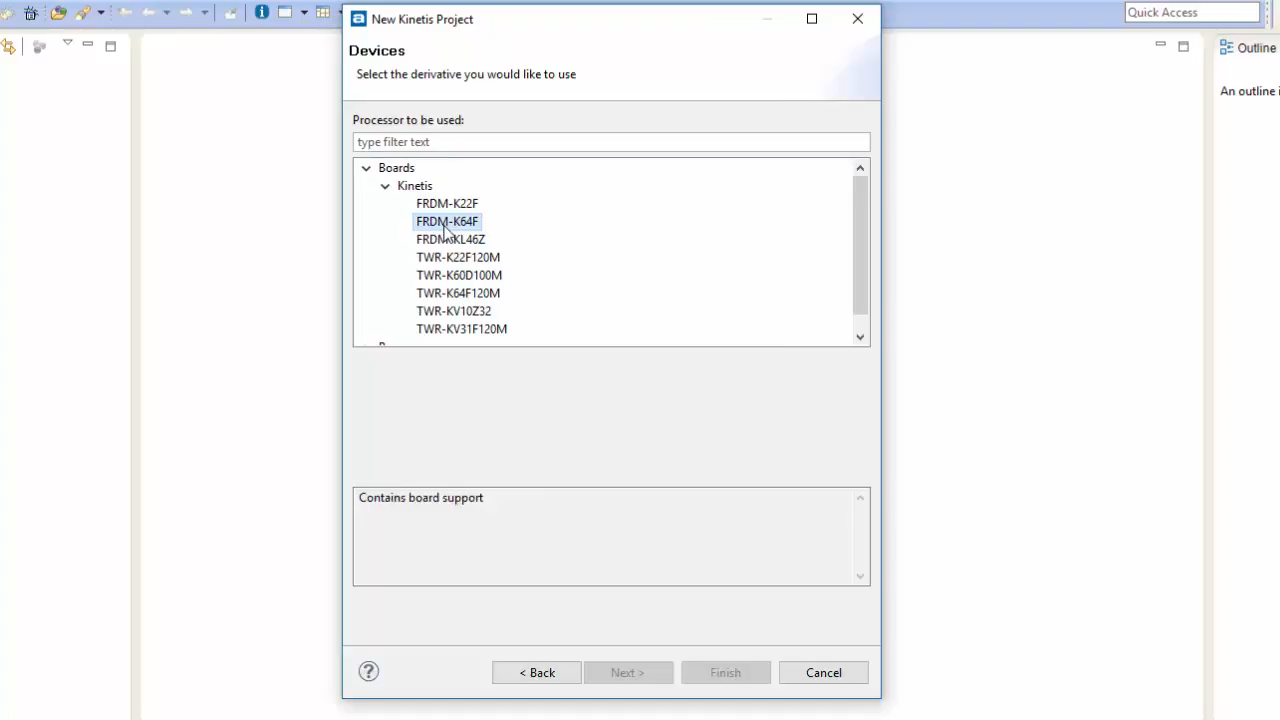 Quick Access
New Kinetis Project
Devices
Select the derivative you would like to use
Outline
An outline i
Processor to be used:
type filter text
Boards
Kinetis
FRDM-K22F
FRDM-K64F
FRDM-KL46Z
TWR-K22F120M
TWR-K60D100M
TWR-K64F120M
TWR-KV10Z32
TWR-KV31F120M
Contains board support
< Back
Next >
Finish
Cancel